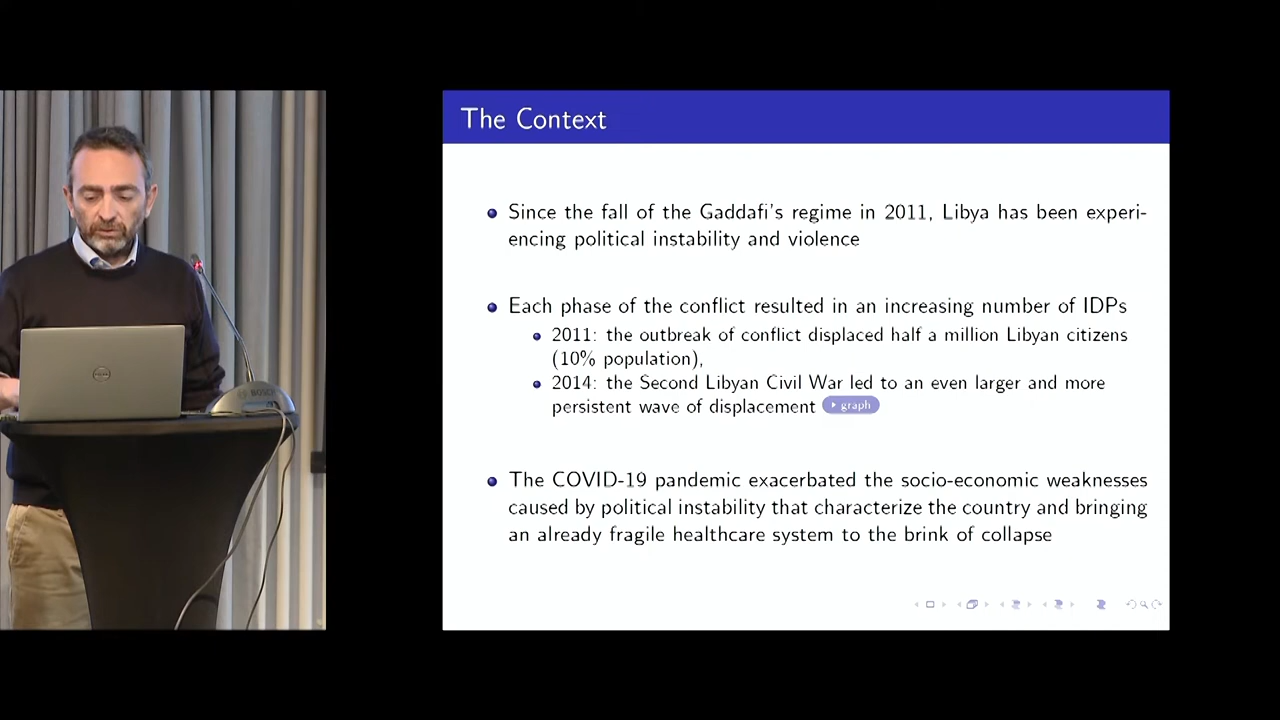 The Context
Since the fall of the Gaddafi's regime in 2011, Libya has been experi-
encing political instability and violence
Each phase of the conflict resulted in an increasing number of IDPs
2011: the outbreak of conflict displaced half a million Libyan citizens
(10% population),
2014: the Second Libyan Civil War led to an even larger and more
persistent wave of displacement graph
The COVID-19 pandemic exacerbated the socio-economic weaknesses
caused by political instability that characterize the country and bringing
an already fragile healthcare system to the brink of collapse
DELL
BOSCH